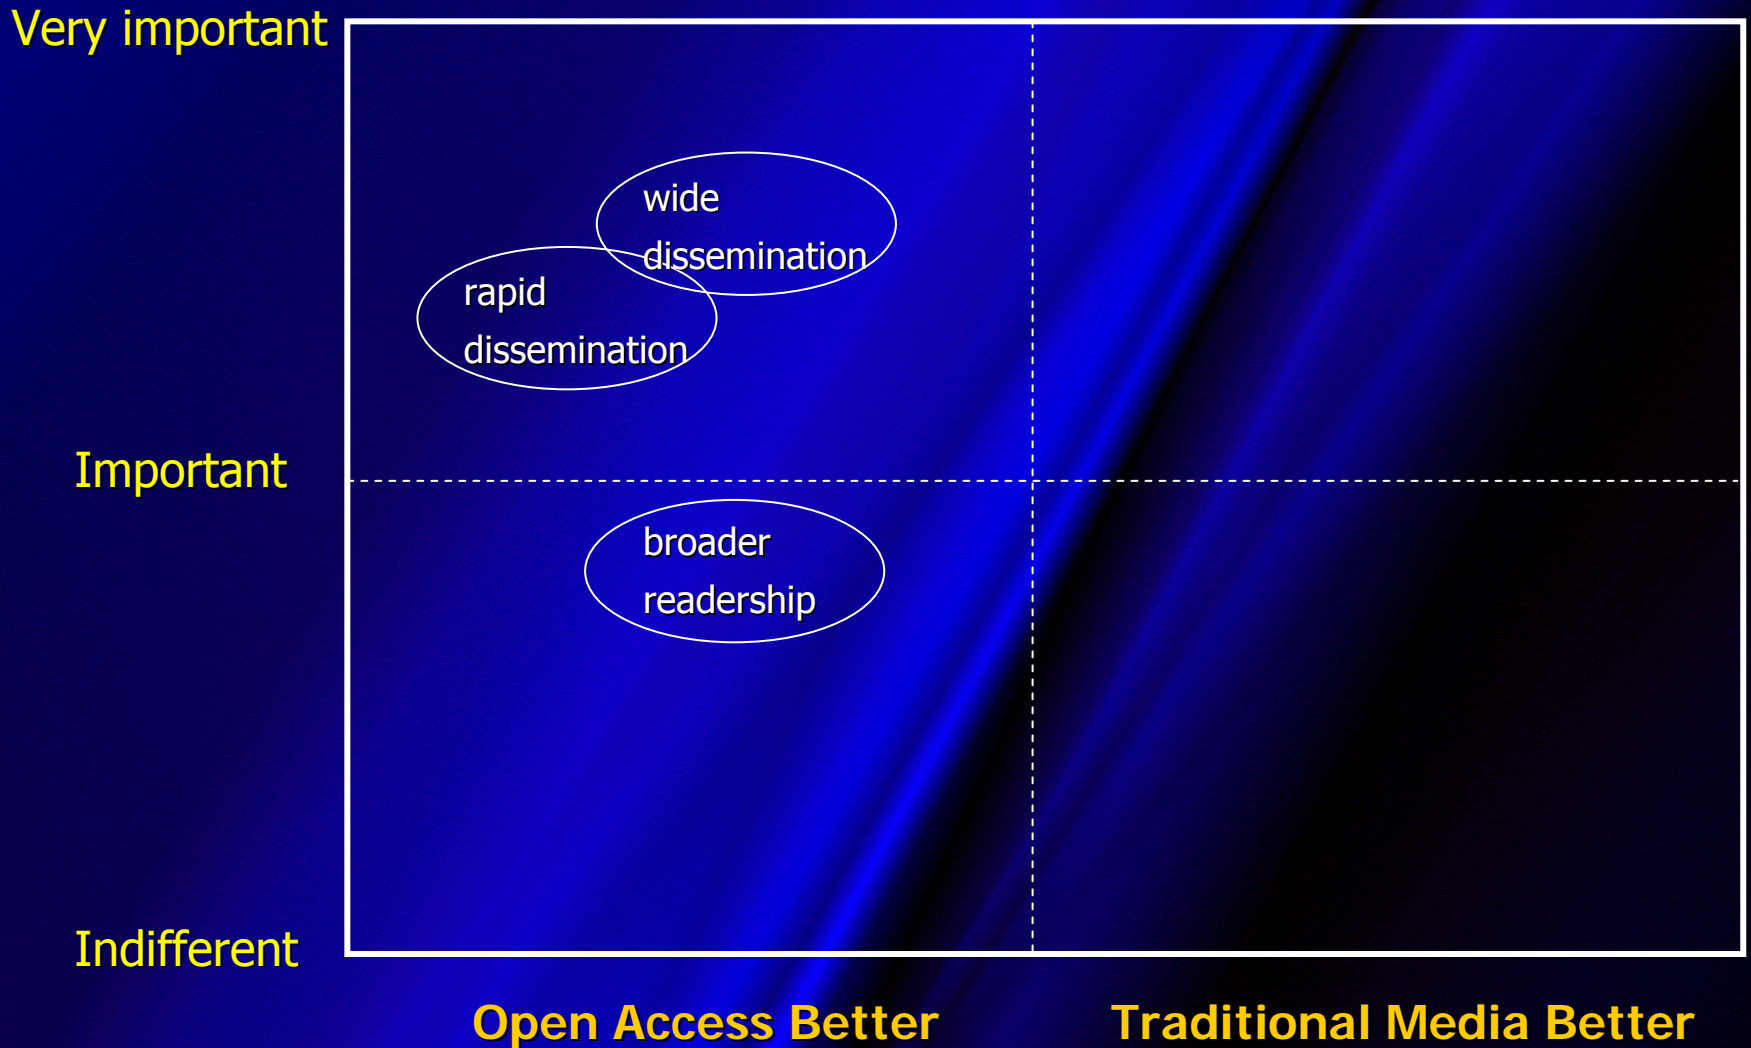 Very important
wide
dissemination
rapid
dissemination
Important
broader
readership
Indifferent
Open Access Better
Traditional Media Better